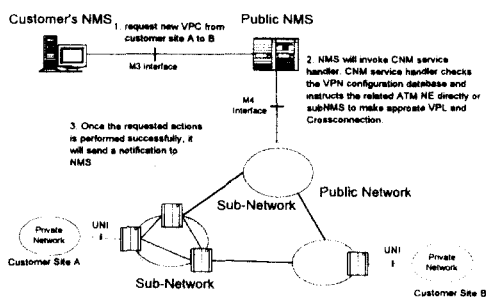 Customer's NMS
Public NMS
1. request new VPC from
customer site A to B
M3 interface
2. NMS will invoke CNM service
handler. CNM service handler checks
the VPN configuration database and
instructs the related ATM NE directly or
subNMS to make approate VPL and
Crossconnection.
M4
Interface
3. Once the requested actions
is performed successfully, it
will send a notification to
NMS
Sub-Network
Public Network
Private
Network
UNI
Customer Site A
Sub-Network
UNI
Private
Network
Customer Site B